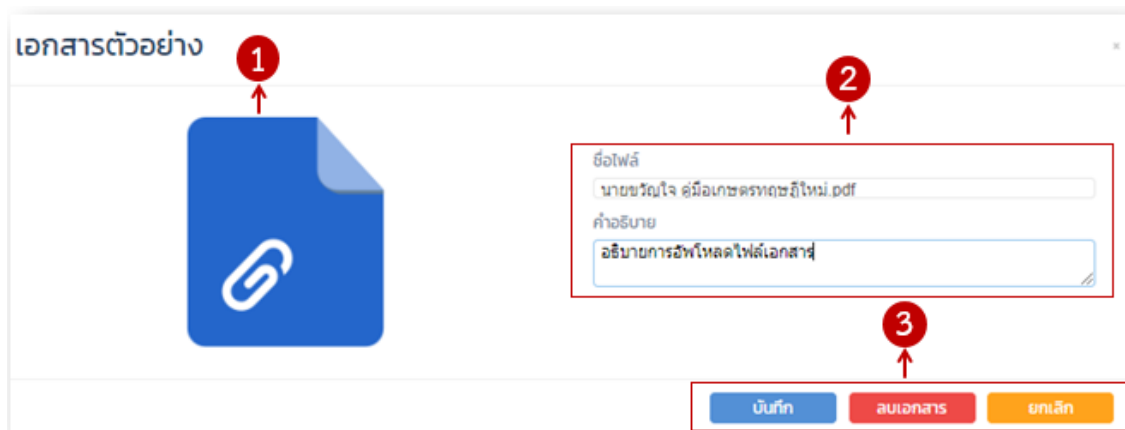 เอกสารตัวอย่าง
×
1
2
ชื่อไฟล์
นายขวัญใจ คู่มือเกษตรทฤษฎีใหม่.pdf
คำอธิบาย
อธิบายการอัพโหลดไฟล์เอกสาร
3
บันทึก ลบเอกสาร ยกเลิก